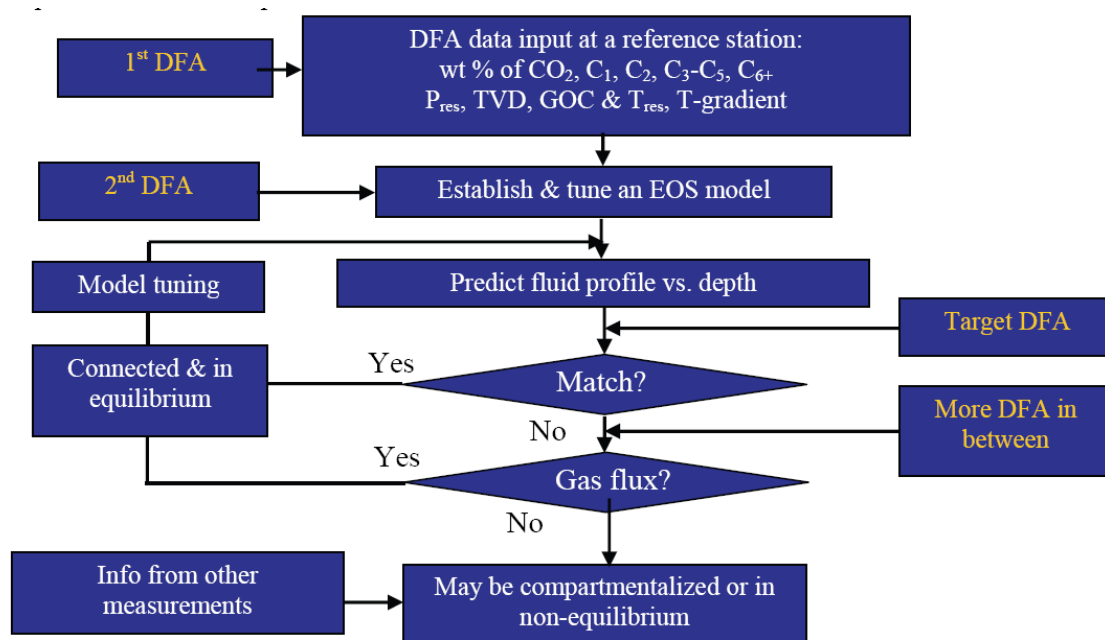 1st DFA
DFA data input at a reference station:
wt % of CO2, C1, C2, C3-C5, C6+
Pres, TVD, GOC & Tres, T-gradient
2nd DFA
Establish & tune an EOS model
Model tuning
Predict fluid profile vs. depth
Target DFA
Connected & in
equilibrium
Yes
Match?
More DFA in
between
No
Yes
Gas flux?
No
Info from other
measurements
May be compartmentalized or in
non-equilibrium